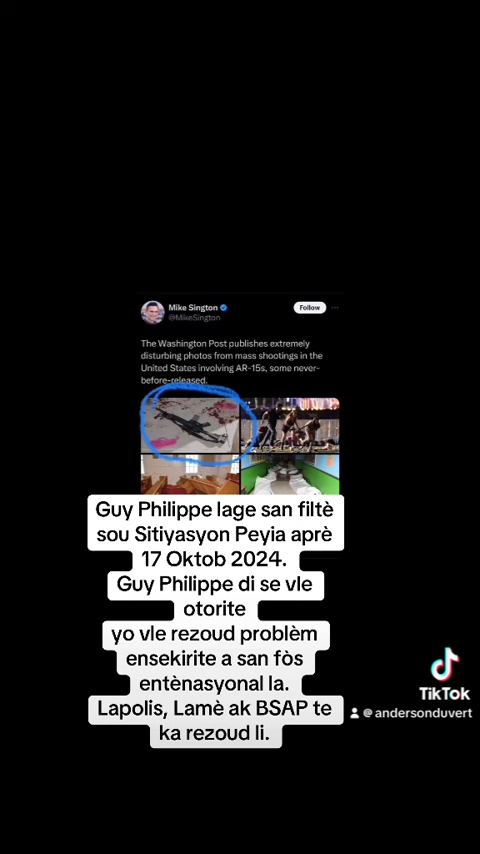 Mike Sington
@MikeSington
Follow
The Washington Post publishes extremely
disturbing photos from mass shootings in the
United States involving AR-15s, some never-
before-released.
Guy Philippe lage san filtè
sou Sitiyasyon Peyia aprè
17 Oktob 2024.
Guy Philippe di se vle
otorite
yo vle rezoud problèm
ensekirite a san fòs
entènasyonal la.
Lapolis, Lamè ak BSAP te
ka rezoud li.
TikTok
@andersonduvert